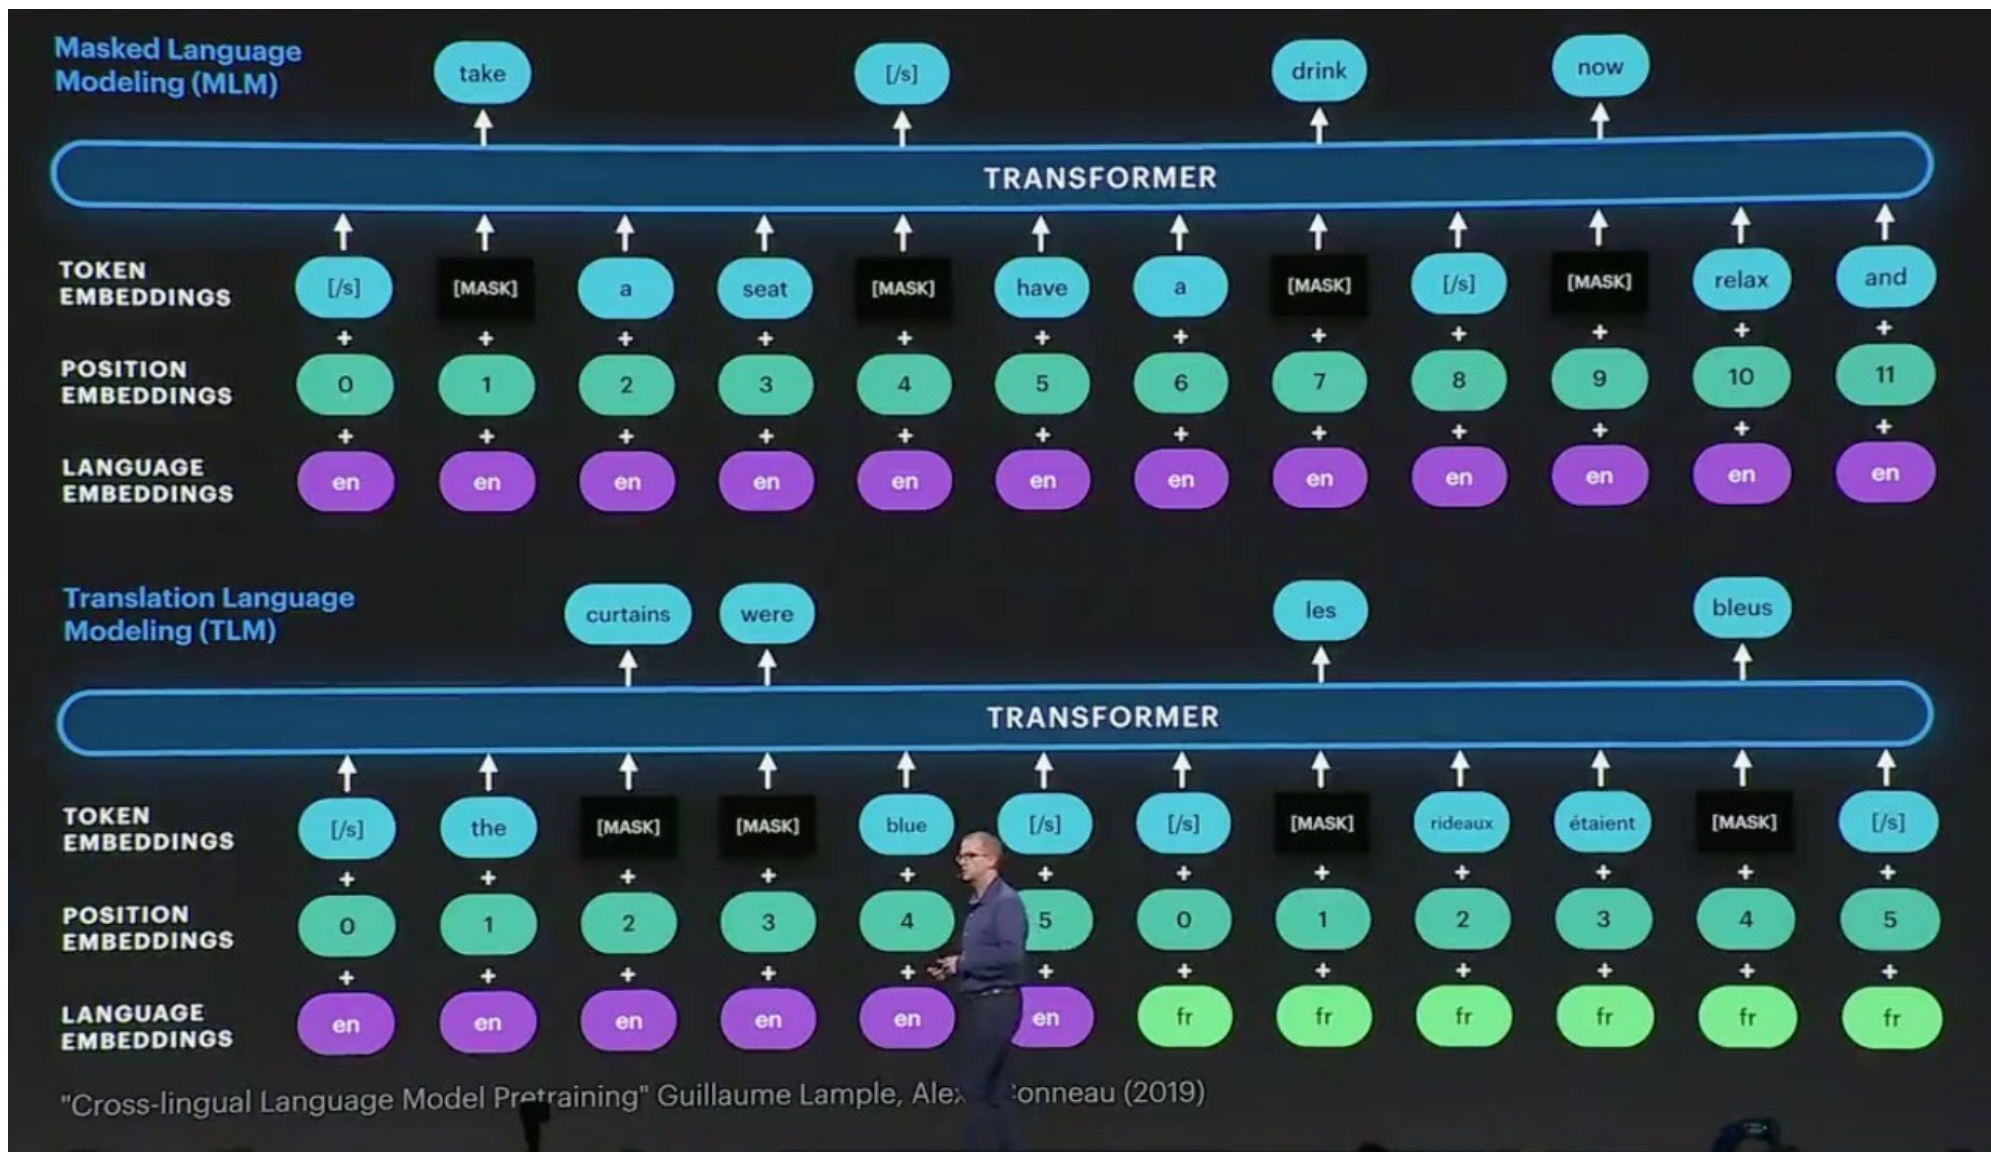 Masked Language
Modeling (MLM)
take [/s] drink now
TRANSFORMER
TOKEN
EMBEDDINGS
[/s] [MASK] a seat [MASK] have a [MASK] [/s] [MASK] relax and
+ + + + + + + + + + + +
POSITION
EMBEDDINGS
0 1 2 3 4 5 6 7 8 9 10 11
+ + + + + + + + + + + +
LANGUAGE
EMBEDDINGS
en en en en en en en en en en en en
Translation Language
Modeling (TLM)
curtains were les bleus
TRANSFORMER
TOKEN
EMBEDDINGS
[/s] the [MASK] [MASK] blue [/s] [/s] [MASK] rideaux étaient [MASK] [/s]
+ + + + + + + + + + + +
POSITION
EMBEDDINGS
0 1 2 3 4 5 0 1 2 3 4 5
+ + + + + + + + + + + +
LANGUAGE
EMBEDDINGS
en en en en en en fr fr fr fr fr fr
"Cross-lingual Language Model Pretraining" Guillaume Lample, Alex onneau (2019)